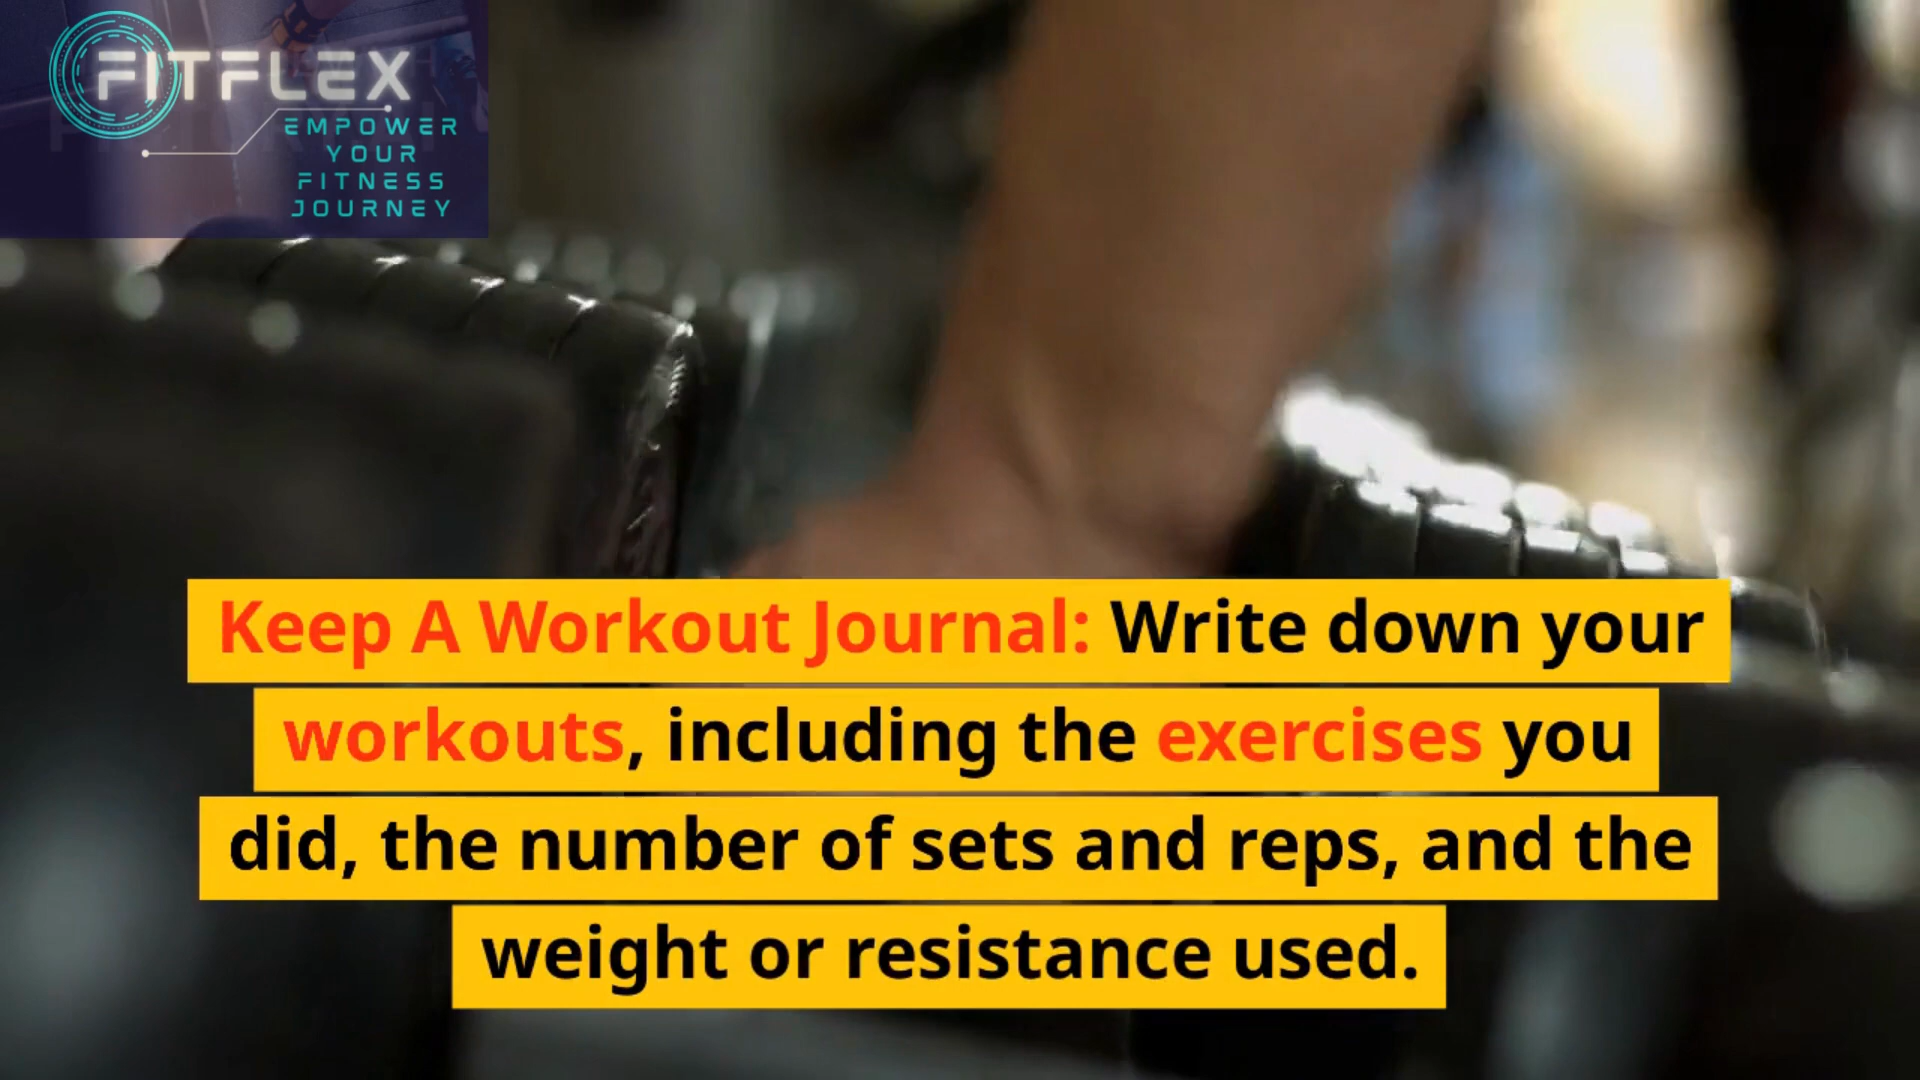 FITFLEX
EMPOWER
YOUR
FITNESS
JOURNEY
Keep A Workout Journal: Write down your
workouts, including the exercises you
did, the number of sets and reps, and the
weight or resistance used.